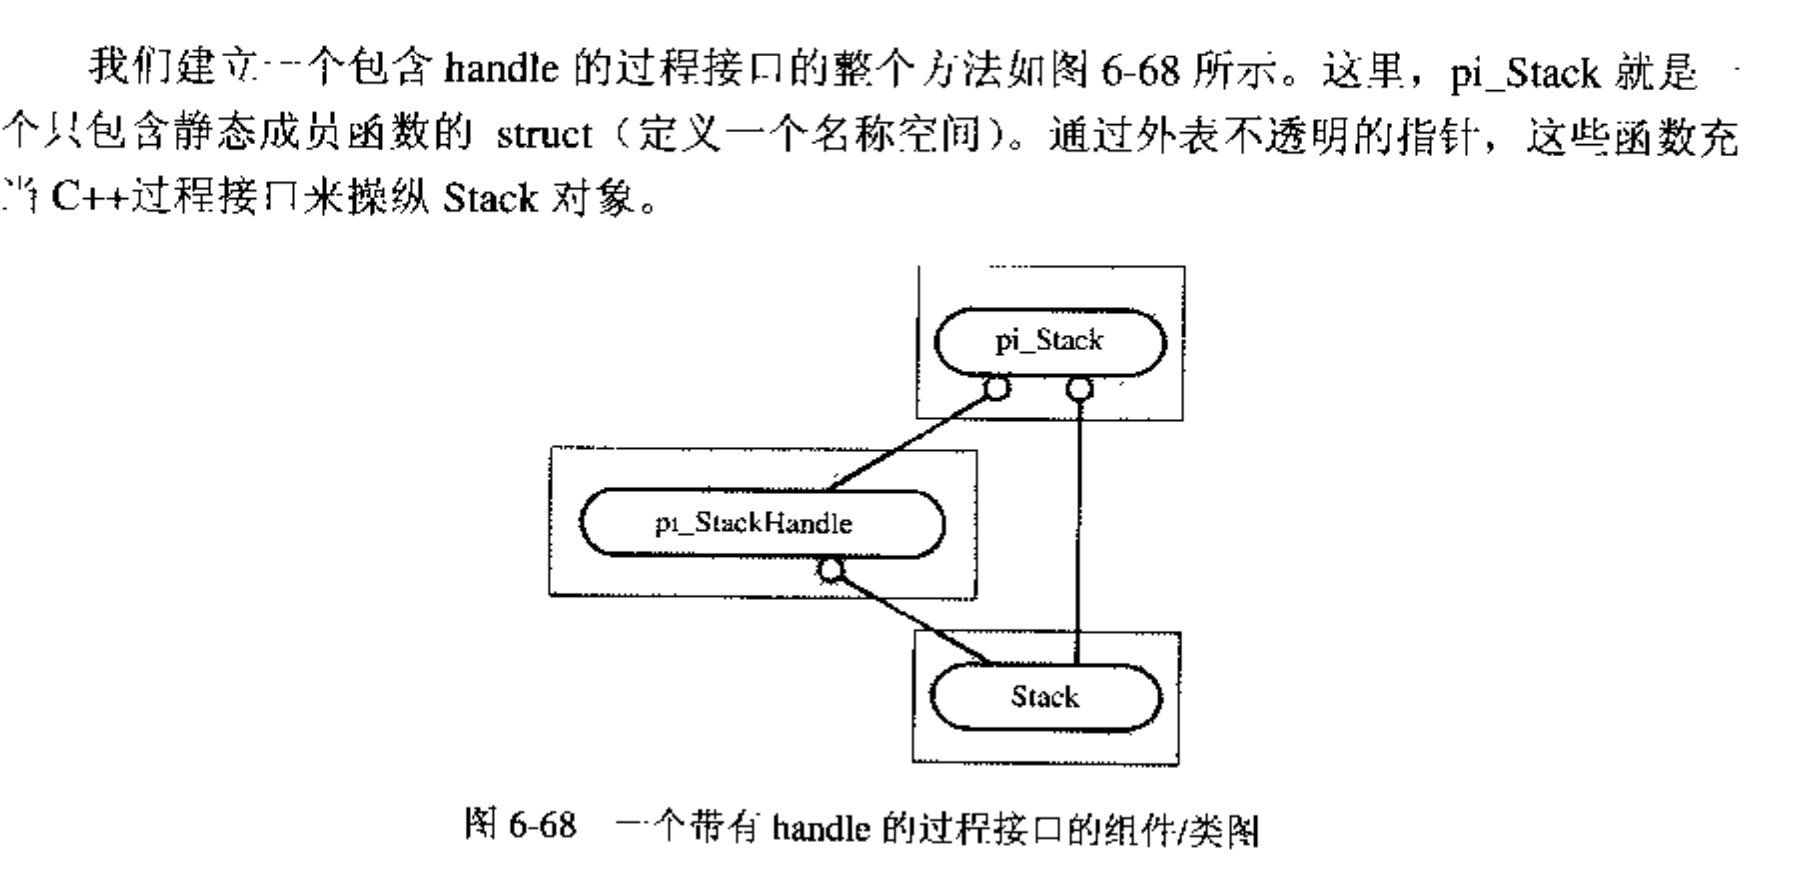 我们建立一个包含 handle 的过程接口的整个方法如图 6-68 所示。这里，pi_Stack 就是一
个只包含静态成员函数的 struct（定义一个名称空间）。通过外表不透明的指针，这些函数充
当 C++过程接口来操纵 Stack 对象。
pi_Stack
pi_StackHandle
Stack
图 6-68 一个带有 handle 的过程接口的组件/类图